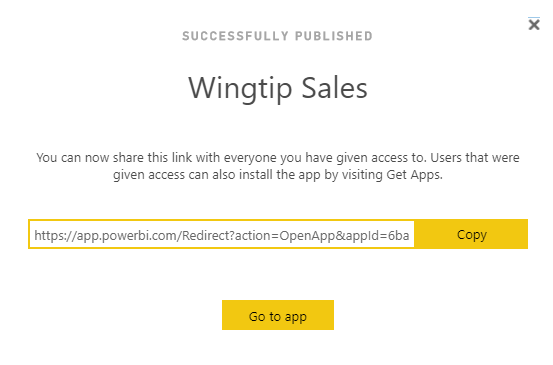 SUCCESSFULLY PUBLISHED
Wingtip Sales
You can now share this link with everyone you have given access to. Users that were
given access can also install the app by visiting Get Apps.
https://app.powerbi.com/Redirect?action=OpenApp&appId=6ba
Copy
Go to app